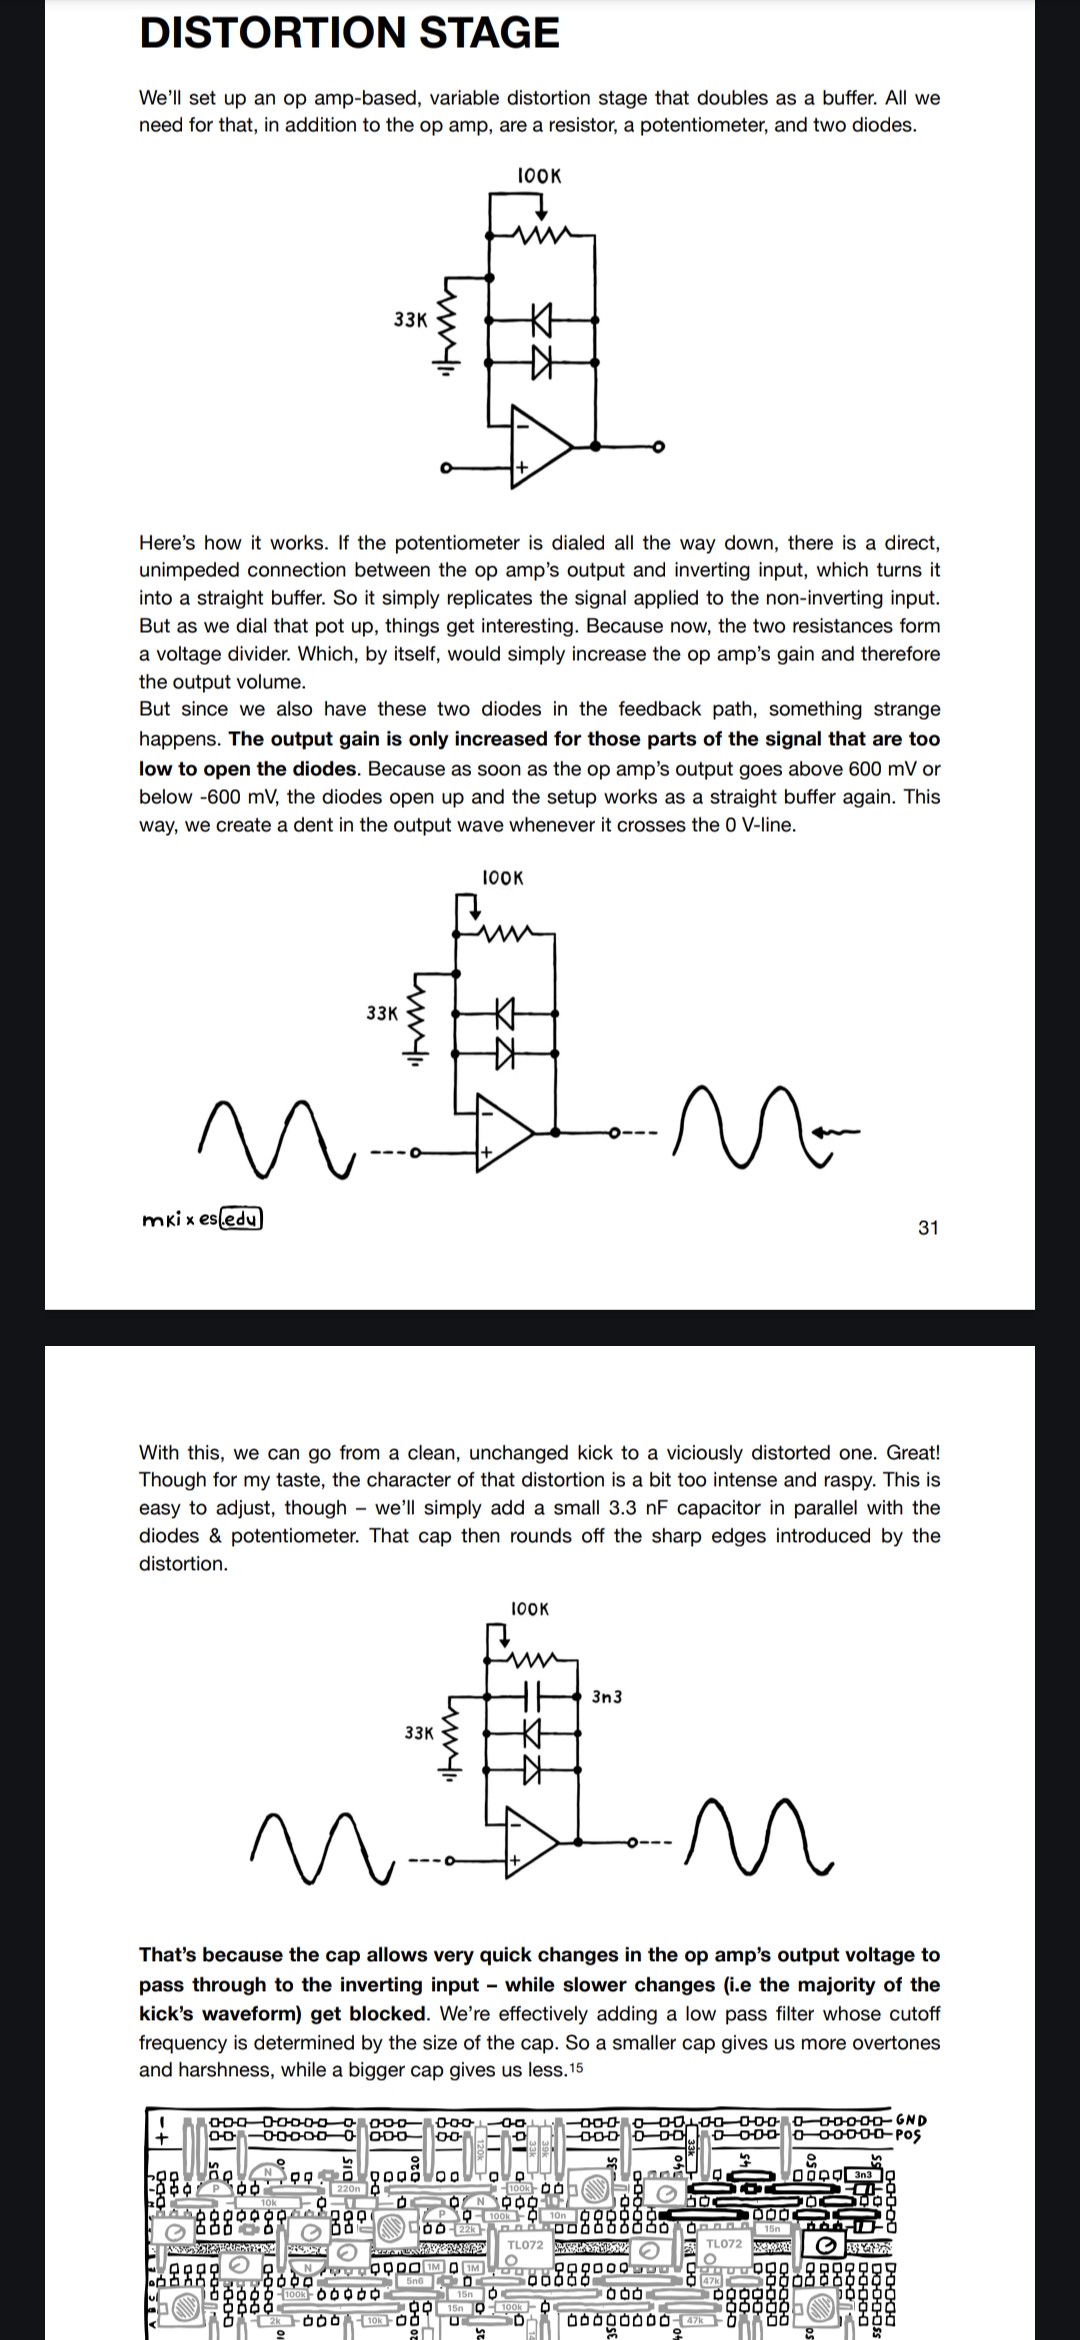 DISTORTION STAGE
We’ll set up an op amp-based, variable distortion stage that doubles as a buffer. All we
need for that, in addition to the op amp, are a resistor, a potentiometer, and two diodes.
100K
33K
−
+
Here’s how it works. If the potentiometer is dialed all the way down, there is a direct,
unimpeded connection between the op amp’s output and inverting input, which turns it
into a straight buffer. So it simply replicates the signal applied to the non-inverting input.
But as we dial that pot up, things get interesting. Because now, the two resistances form
a voltage divider. Which, by itself, would simply increase the op amp’s gain and therefore
the output volume.
But since we also have these two diodes in the feedback path, something strange
happens. The output gain is only increased for those parts of the signal that are too
low to open the diodes. Because as soon as the op amp’s output goes above 600 mV or
below -600 mV, the diodes open up and the setup works as a straight buffer again. This
way, we create a dent in the output wave whenever it crosses the 0 V-line.
100K
33K
−
+
mki x es.edu
31
With this, we can go from a clean, unchanged kick to a viciously distorted one. Great!
Though for my taste, the character of that distortion is a bit too intense and raspy. This is
easy to adjust, though – we’ll simply add a small 3.3 nF capacitor in parallel with the
diodes & potentiometer. That cap then rounds off the sharp edges introduced by the
distortion.
100K
3n3
33K
−
+
That’s because the cap allows very quick changes in the op amp’s output voltage to
pass through to the inverting input – while slower changes (i.e the majority of the
kick’s waveform) get blocked. We’re effectively adding a low pass filter whose cutoff
frequency is determined by the size of the cap. So a smaller cap gives us more overtones
and harshness, while a bigger cap gives us less.15
GND
POS
120k
33k
39k
33k
15
20
45
50
55
3n3
N
P
220n
100k
10k
N
P
100k
10n
22k
15n
TL072
TL072
N
1M
1M
5n6
47k
100k
15n
15n
100k
2k
10k
47k